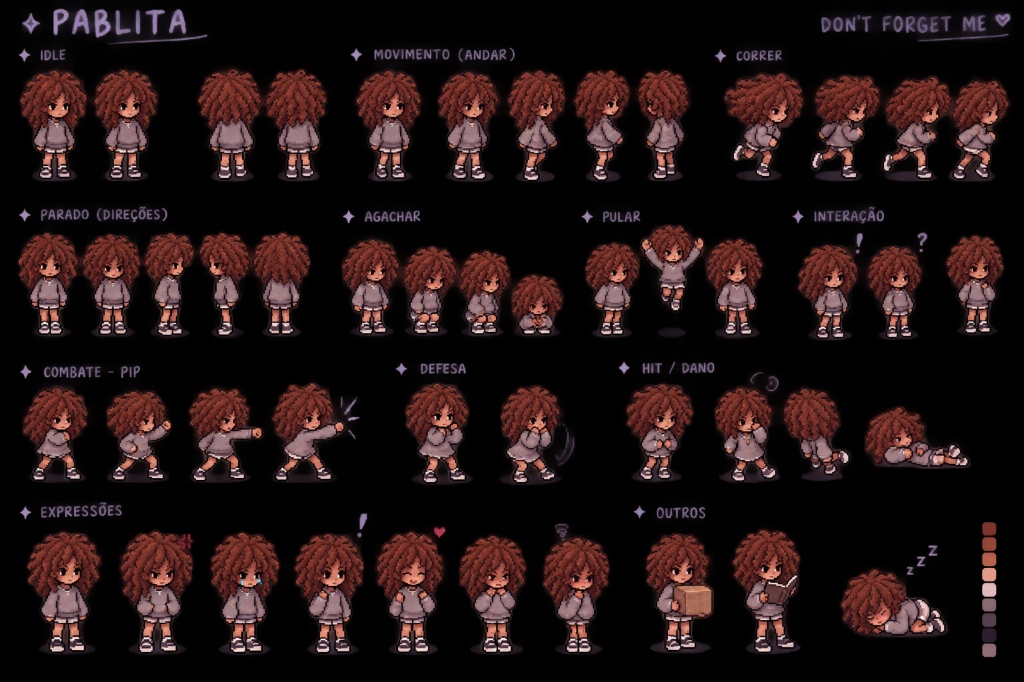 PABLITA
DON'T FORGET ME
IDLE
MOVIMENTO (ANDAR)
CORRER
PARADO (DIREÇÕES)
AGACHAR
PULAR
INTERAÇÃO
!
?
COMBATE - PIP
DEFESA
HIT / DANO
EXPRESSÕES
!
OUTROS
z z z